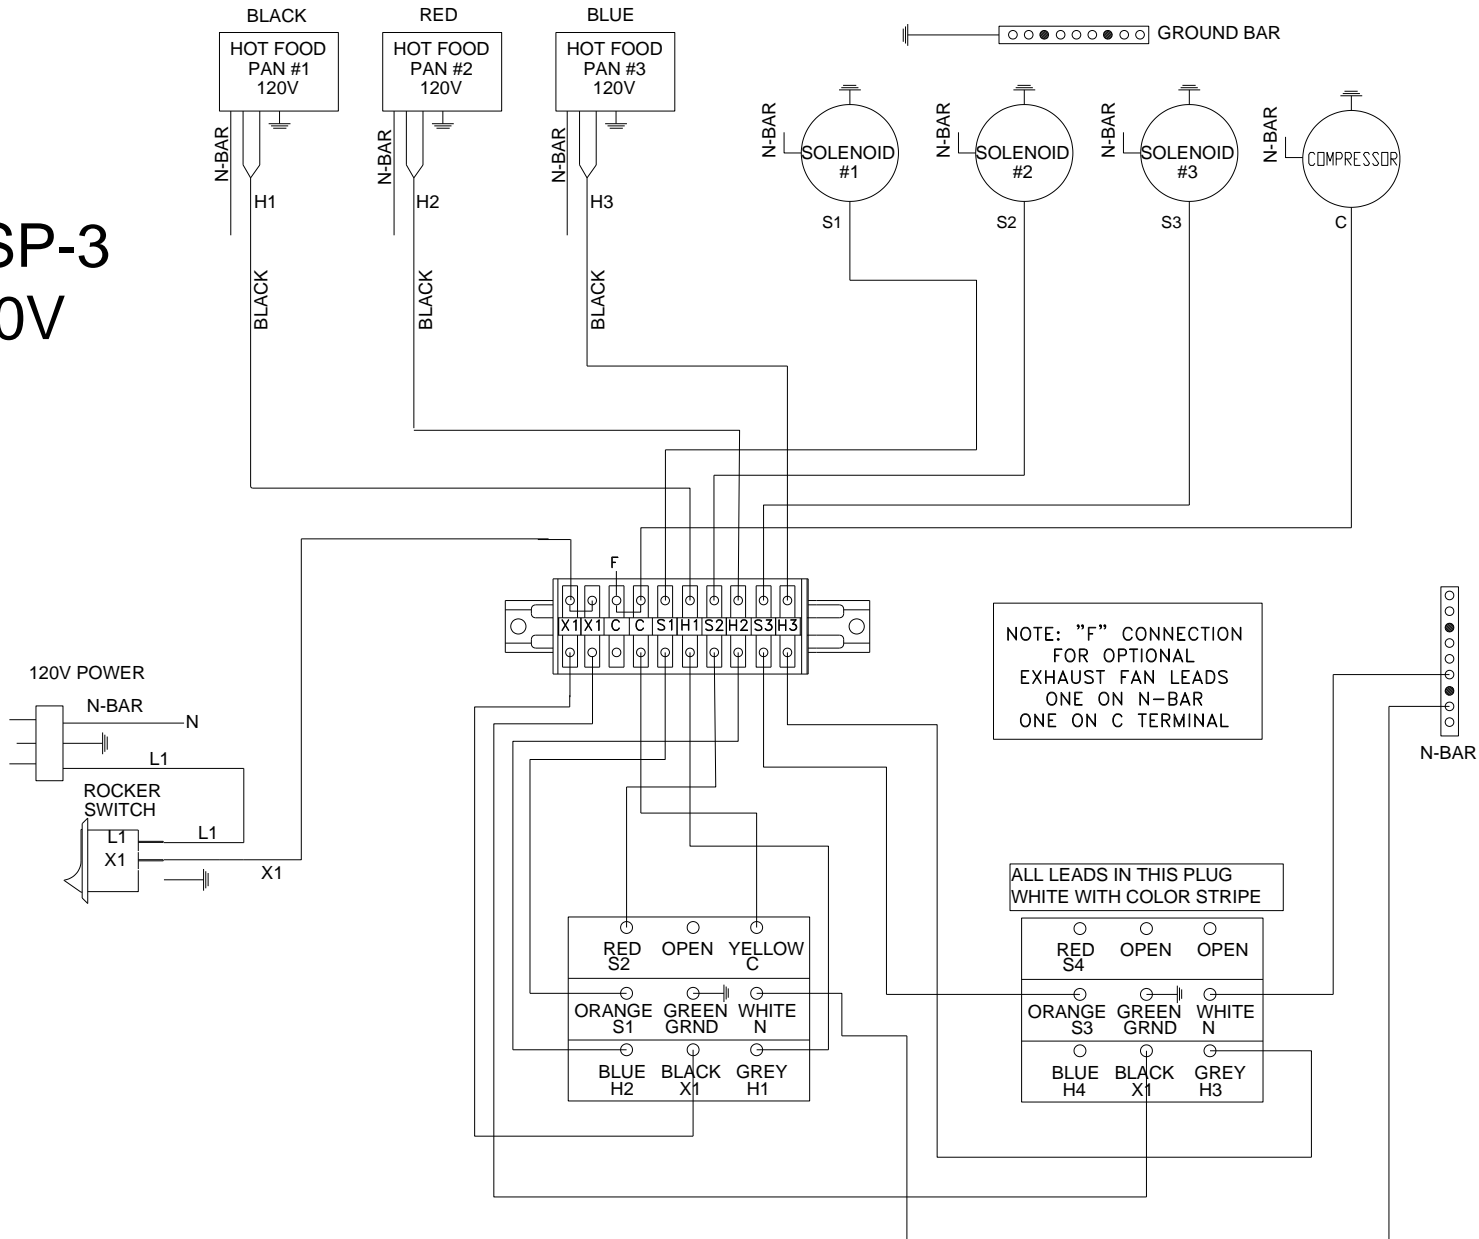 BLACK
RED
BLUE
HOT FOOD
PAN #1
120V
HOT FOOD
PAN #2
120V
HOT FOOD
PAN #3
120V
GROUND BAR
N-BAR
N-BAR
N-BAR
N-BAR
N-BAR
N-BAR
N-BAR
SOLENOID
#1
SOLENOID
#2
SOLENOID
#3
COMPRESSOR
H1
H2
H3
S1
S2
S3
C
SP-3
0V
BLACK
BLACK
BLACK
F
X1 X1 C C S1 H1 S2 H2 S3 H3
NOTE: "F" CONNECTION
FOR OPTIONAL
EXHAUST FAN LEADS
ONE ON N-BAR
ONE ON C TERMINAL
N-BAR
120V POWER
N-BAR
N
L1
ROCKER
SWITCH
L1
L1
X1
X1
ALL LEADS IN THIS PLUG
WHITE WITH COLOR STRIPE
RED
S2
OPEN
YELLOW
C
ORANGE
S1
GREEN
GRND
WHITE
N
BLUE
H2
BLACK
X1
GREY
H1
RED
S4
OPEN
OPEN
ORANGE
S3
GREEN
GRND
WHITE
N
BLUE
H4
BLACK
X1
GREY
H3